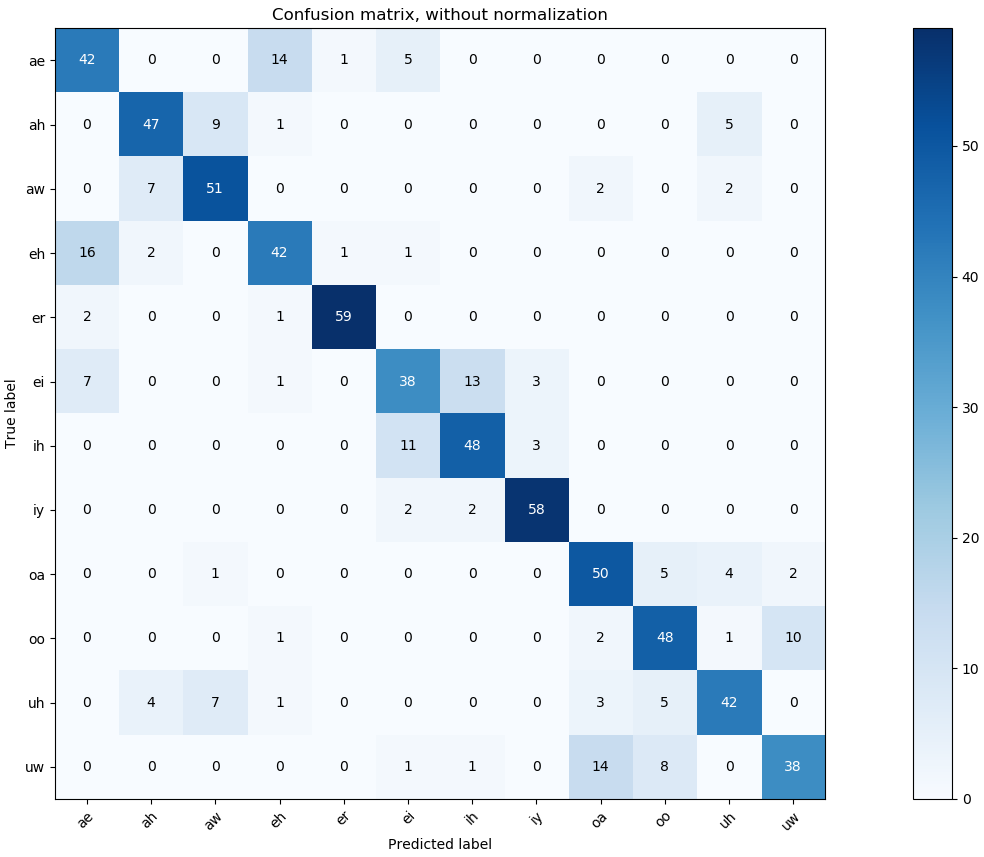 Confusion matrix, without normalization
ae 42 0 0 14 1 5 0 0 0 0 0 0
ah 0 47 9 1 0 0 0 0 0 0 5 0
aw 0 7 51 0 0 0 0 0 2 0 2 0
eh 16 2 0 42 1 1 0 0 0 0 0 0
er 2 0 0 1 59 0 0 0 0 0 0 0
ei 7 0 0 1 0 38 13 3 0 0 0 0
ih 0 0 0 0 0 11 48 3 0 0 0 0
iy 0 0 0 0 0 2 2 58 0 0 0 0
oa 0 0 1 0 0 0 0 0 50 5 4 2
oo 0 0 0 1 0 0 0 0 2 48 1 10
uh 0 4 7 1 0 0 0 0 3 5 42 0
uw 0 0 0 0 0 1 1 0 14 8 0 38
ae ah aw eh er ei ih iy oa oo uh uw
True label
Predicted label
50
40
30
20
10
0